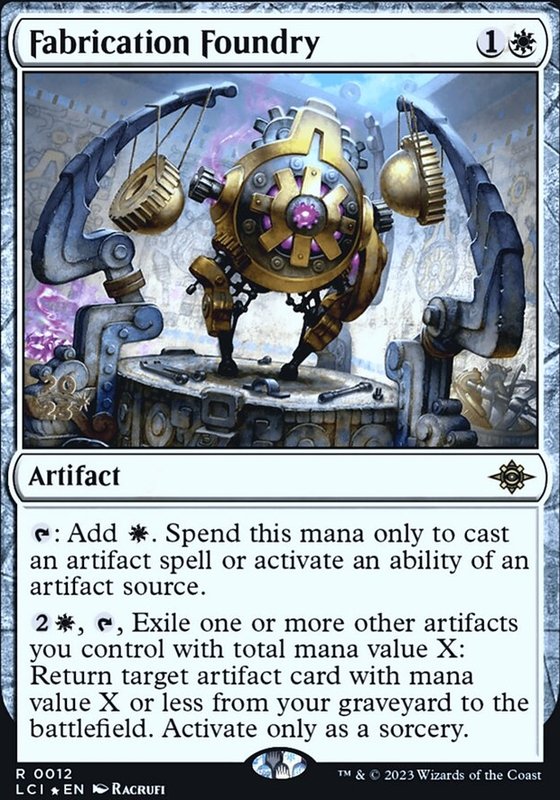 Fabrication Foundry 1
20
23
Artifact
: Add . Spend this mana only to cast
an artifact spell or activate an ability of an
artifact source.
2 , , Exile one or more other artifacts
you control with total mana value X:
Return target artifact card with mana
value X or less from your graveyard to the
battlefield. Activate only as a sorcery.
R 0012
LCI ★ EN Racrufi
™ & © 2023 Wizards of the Coast